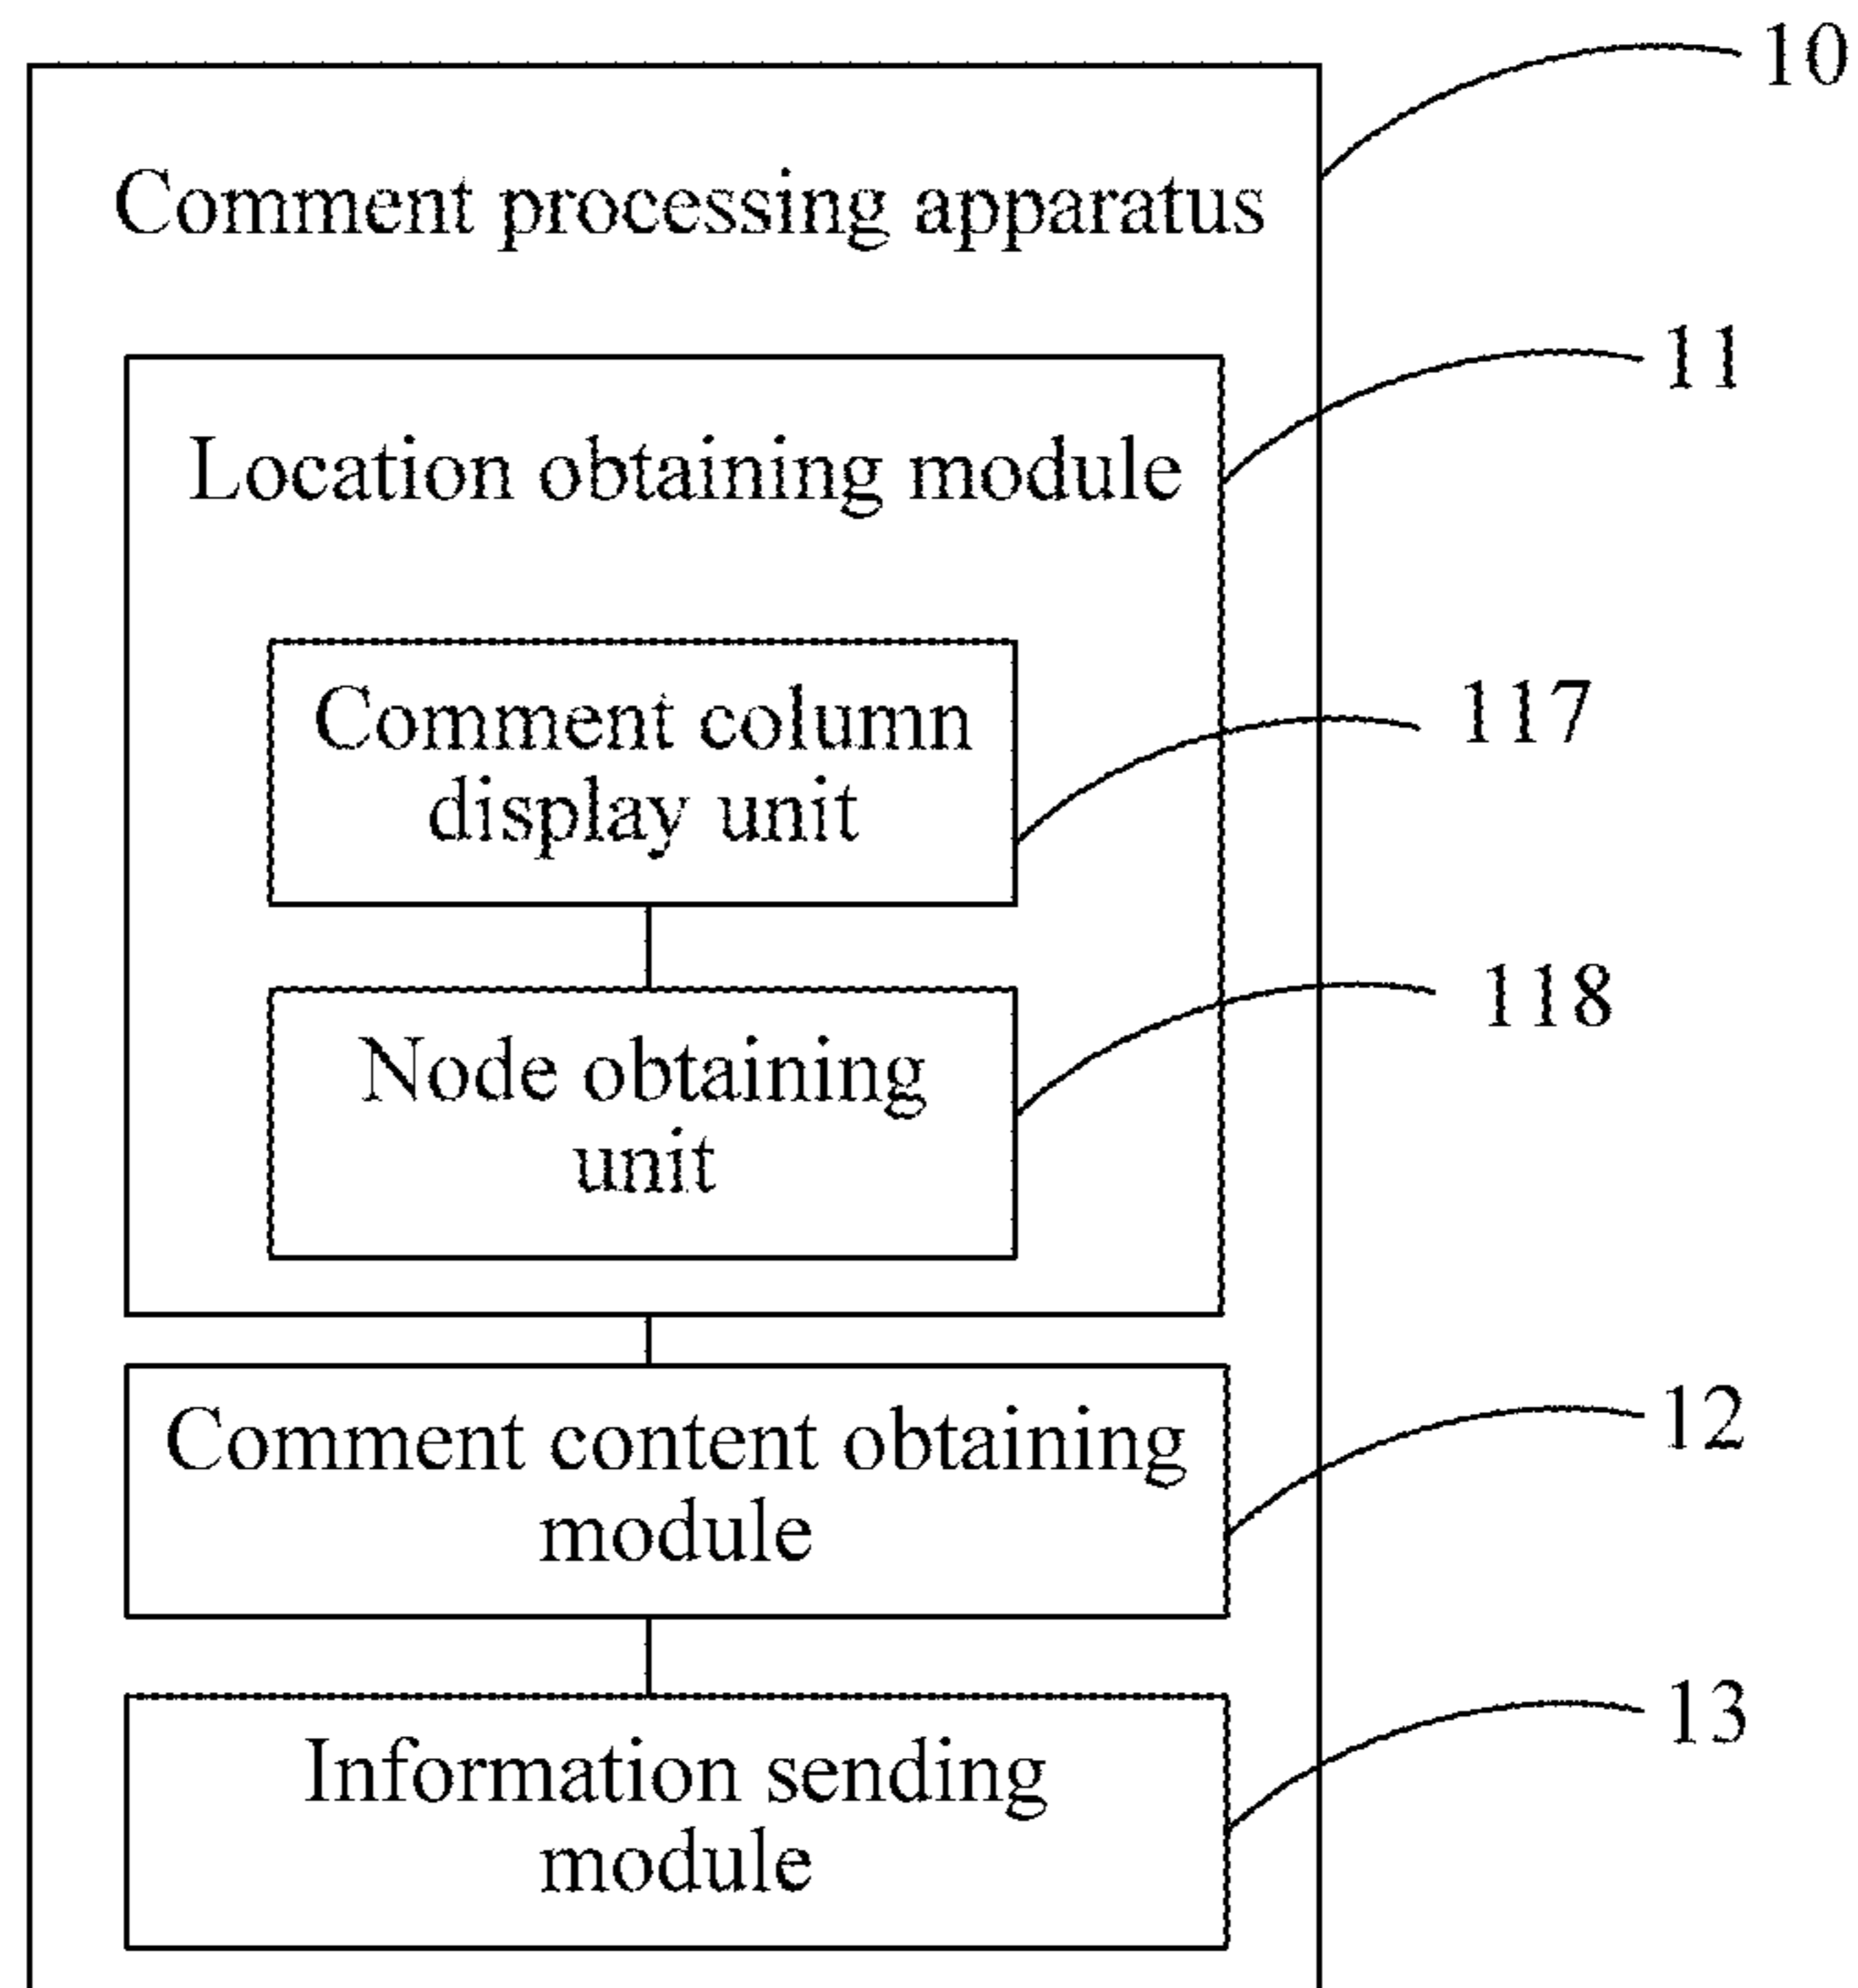 10
Comment processing apparatus
11
Location obtaining module
117
Comment column
display unit
118
Node obtaining
unit
12
Comment content obtaining
module
13
Information sending
module